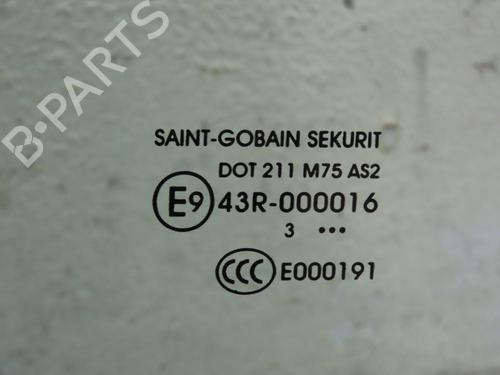 B-PARTS
SAINT-GOBAIN SEKURIT
DOT 211 M75 AS2
E9 43R-000016
3 •••
CCC E000191